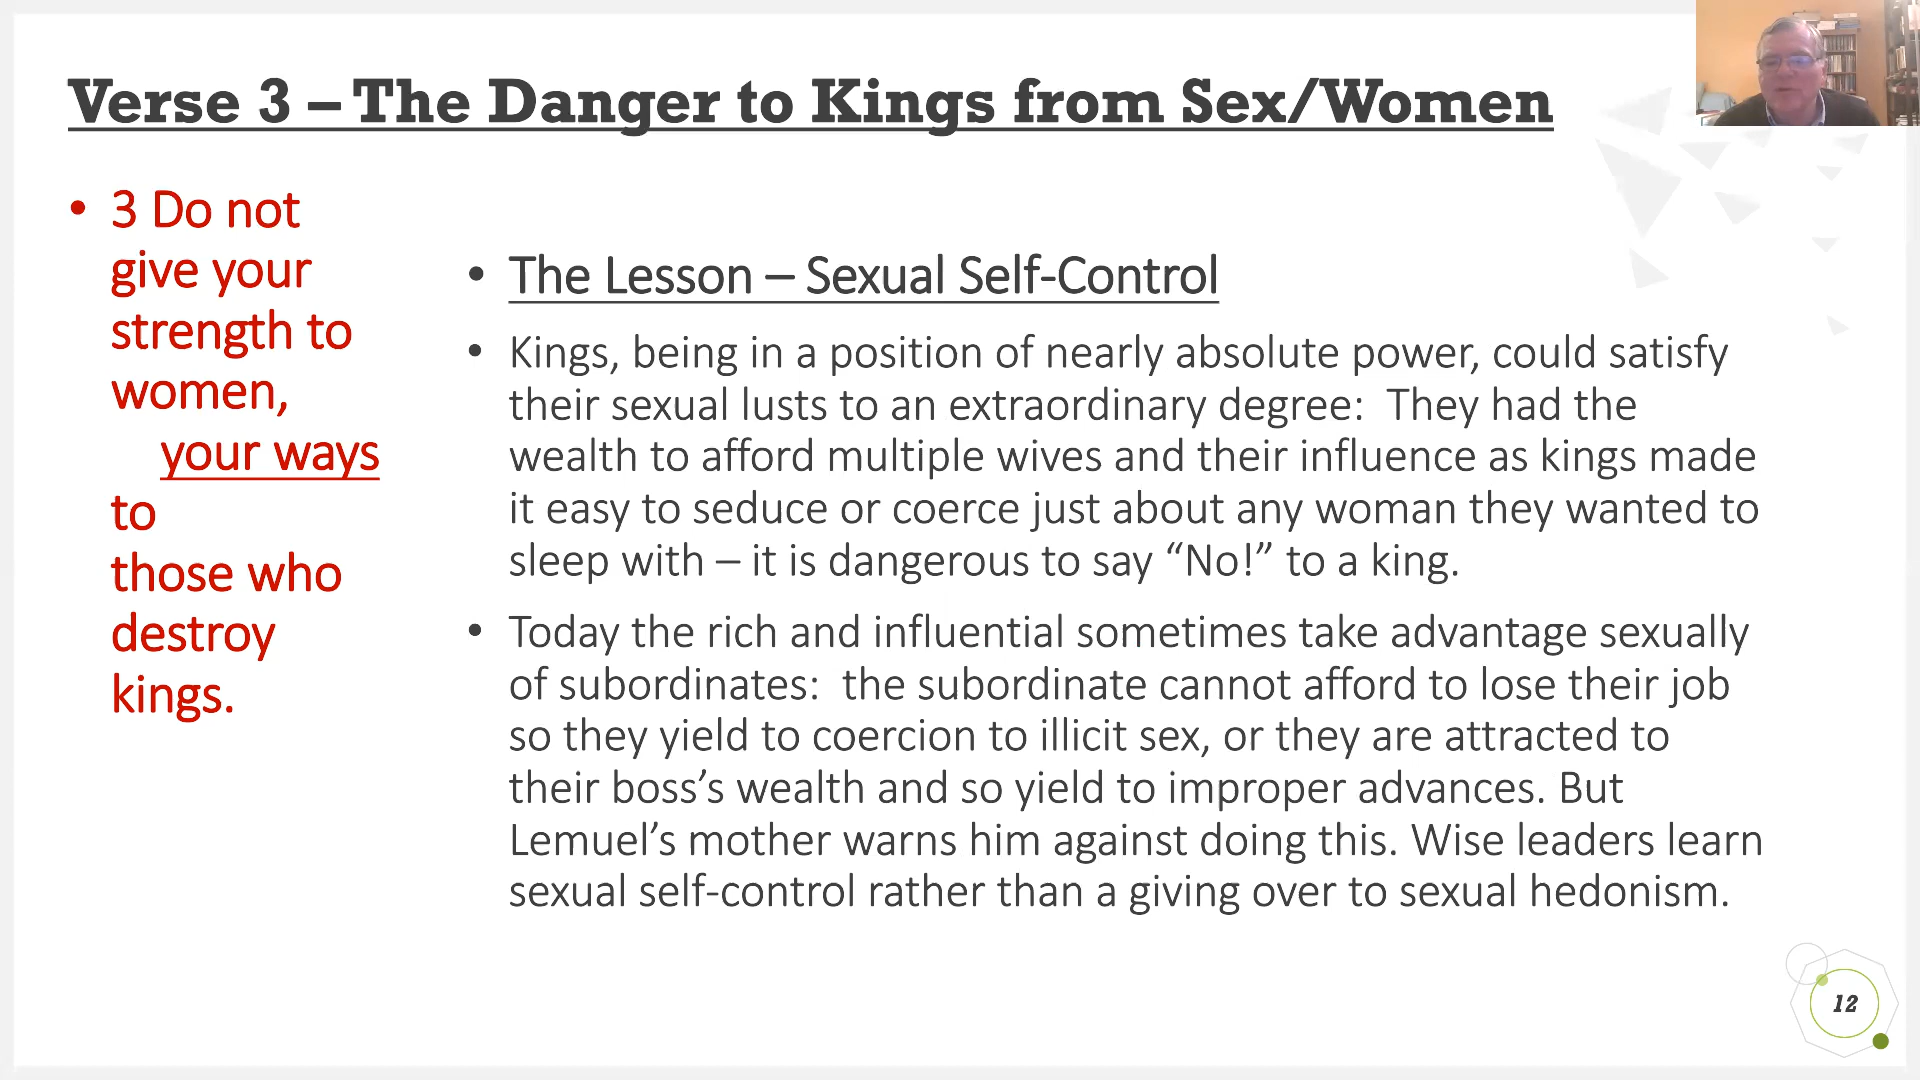 Verse 3 – The Danger to Kings from Sex/Women
• 3 Do not
give your
strength to
women,
your ways
to
those who
destroy
kings.
• The Lesson – Sexual Self-Control
• Kings, being in a position of nearly absolute power, could satisfy
their sexual lusts to an extraordinary degree:  They had the
wealth to afford multiple wives and their influence as kings made
it easy to seduce or coerce just about any woman they wanted to
sleep with – it is dangerous to say “No!” to a king.
• Today the rich and influential sometimes take advantage sexually
of subordinates:  the subordinate cannot afford to lose their job
so they yield to coercion to illicit sex, or they are attracted to
their boss’s wealth and so yield to improper advances. But
Lemuel’s mother warns him against doing this. Wise leaders learn
sexual self-control rather than a giving over to sexual hedonism.
12